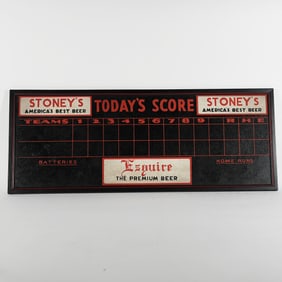 STONEY'S TODAY'S SCORE STONEY'S
AMERICA'S BEST BEER AMERICA'S BEST BEER
TEAMS 1 2 3 4 5 6 7 8 9 R H E
BATTERIES Esquire HOME RUNS
THE PREMIUM BEER